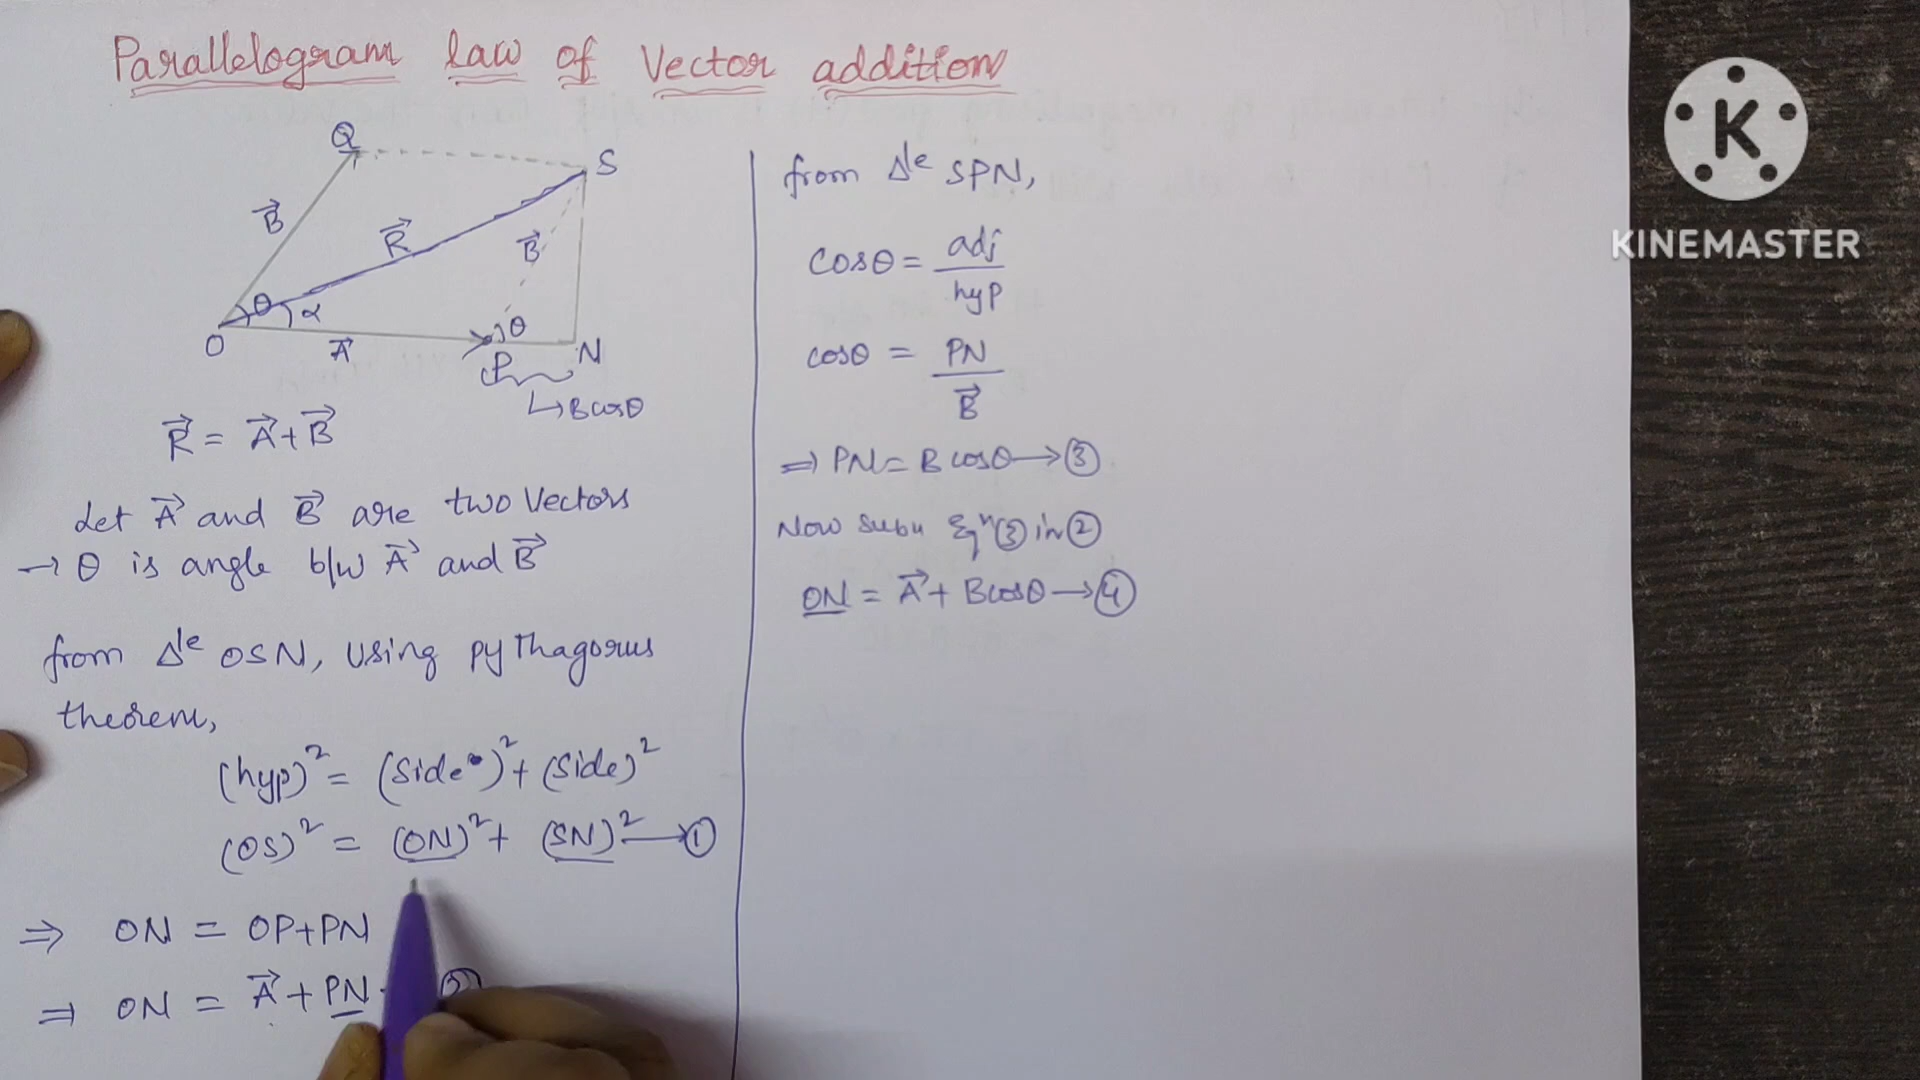 Parallelogram law of Vector addition
Q
S
B⃗
R⃗
B⃗
θ
α
θ
O
A⃗
P
N
↳ Bcosθ
R⃗ = A⃗ + B⃗
Let A⃗ and B⃗ are two Vectors
→ θ is angle b/w A⃗ and B⃗
from Δle OSN, using pythagorus
theorem,
(hyp)² = (Side)² + (Side)²
(OS)² = (ON)² + (SN)² → ①
⇒ ON = OP+PN
⇒ ON = A⃗ + PN
from Δle SPN,
Cosθ = adj
hyp
cosθ = PN
B⃗
⇒ PN = B cosθ → ③
Now subu Eqⁿ ③ in ②
ON = A⃗ + Bcosθ → ④
K
KINEMASTER